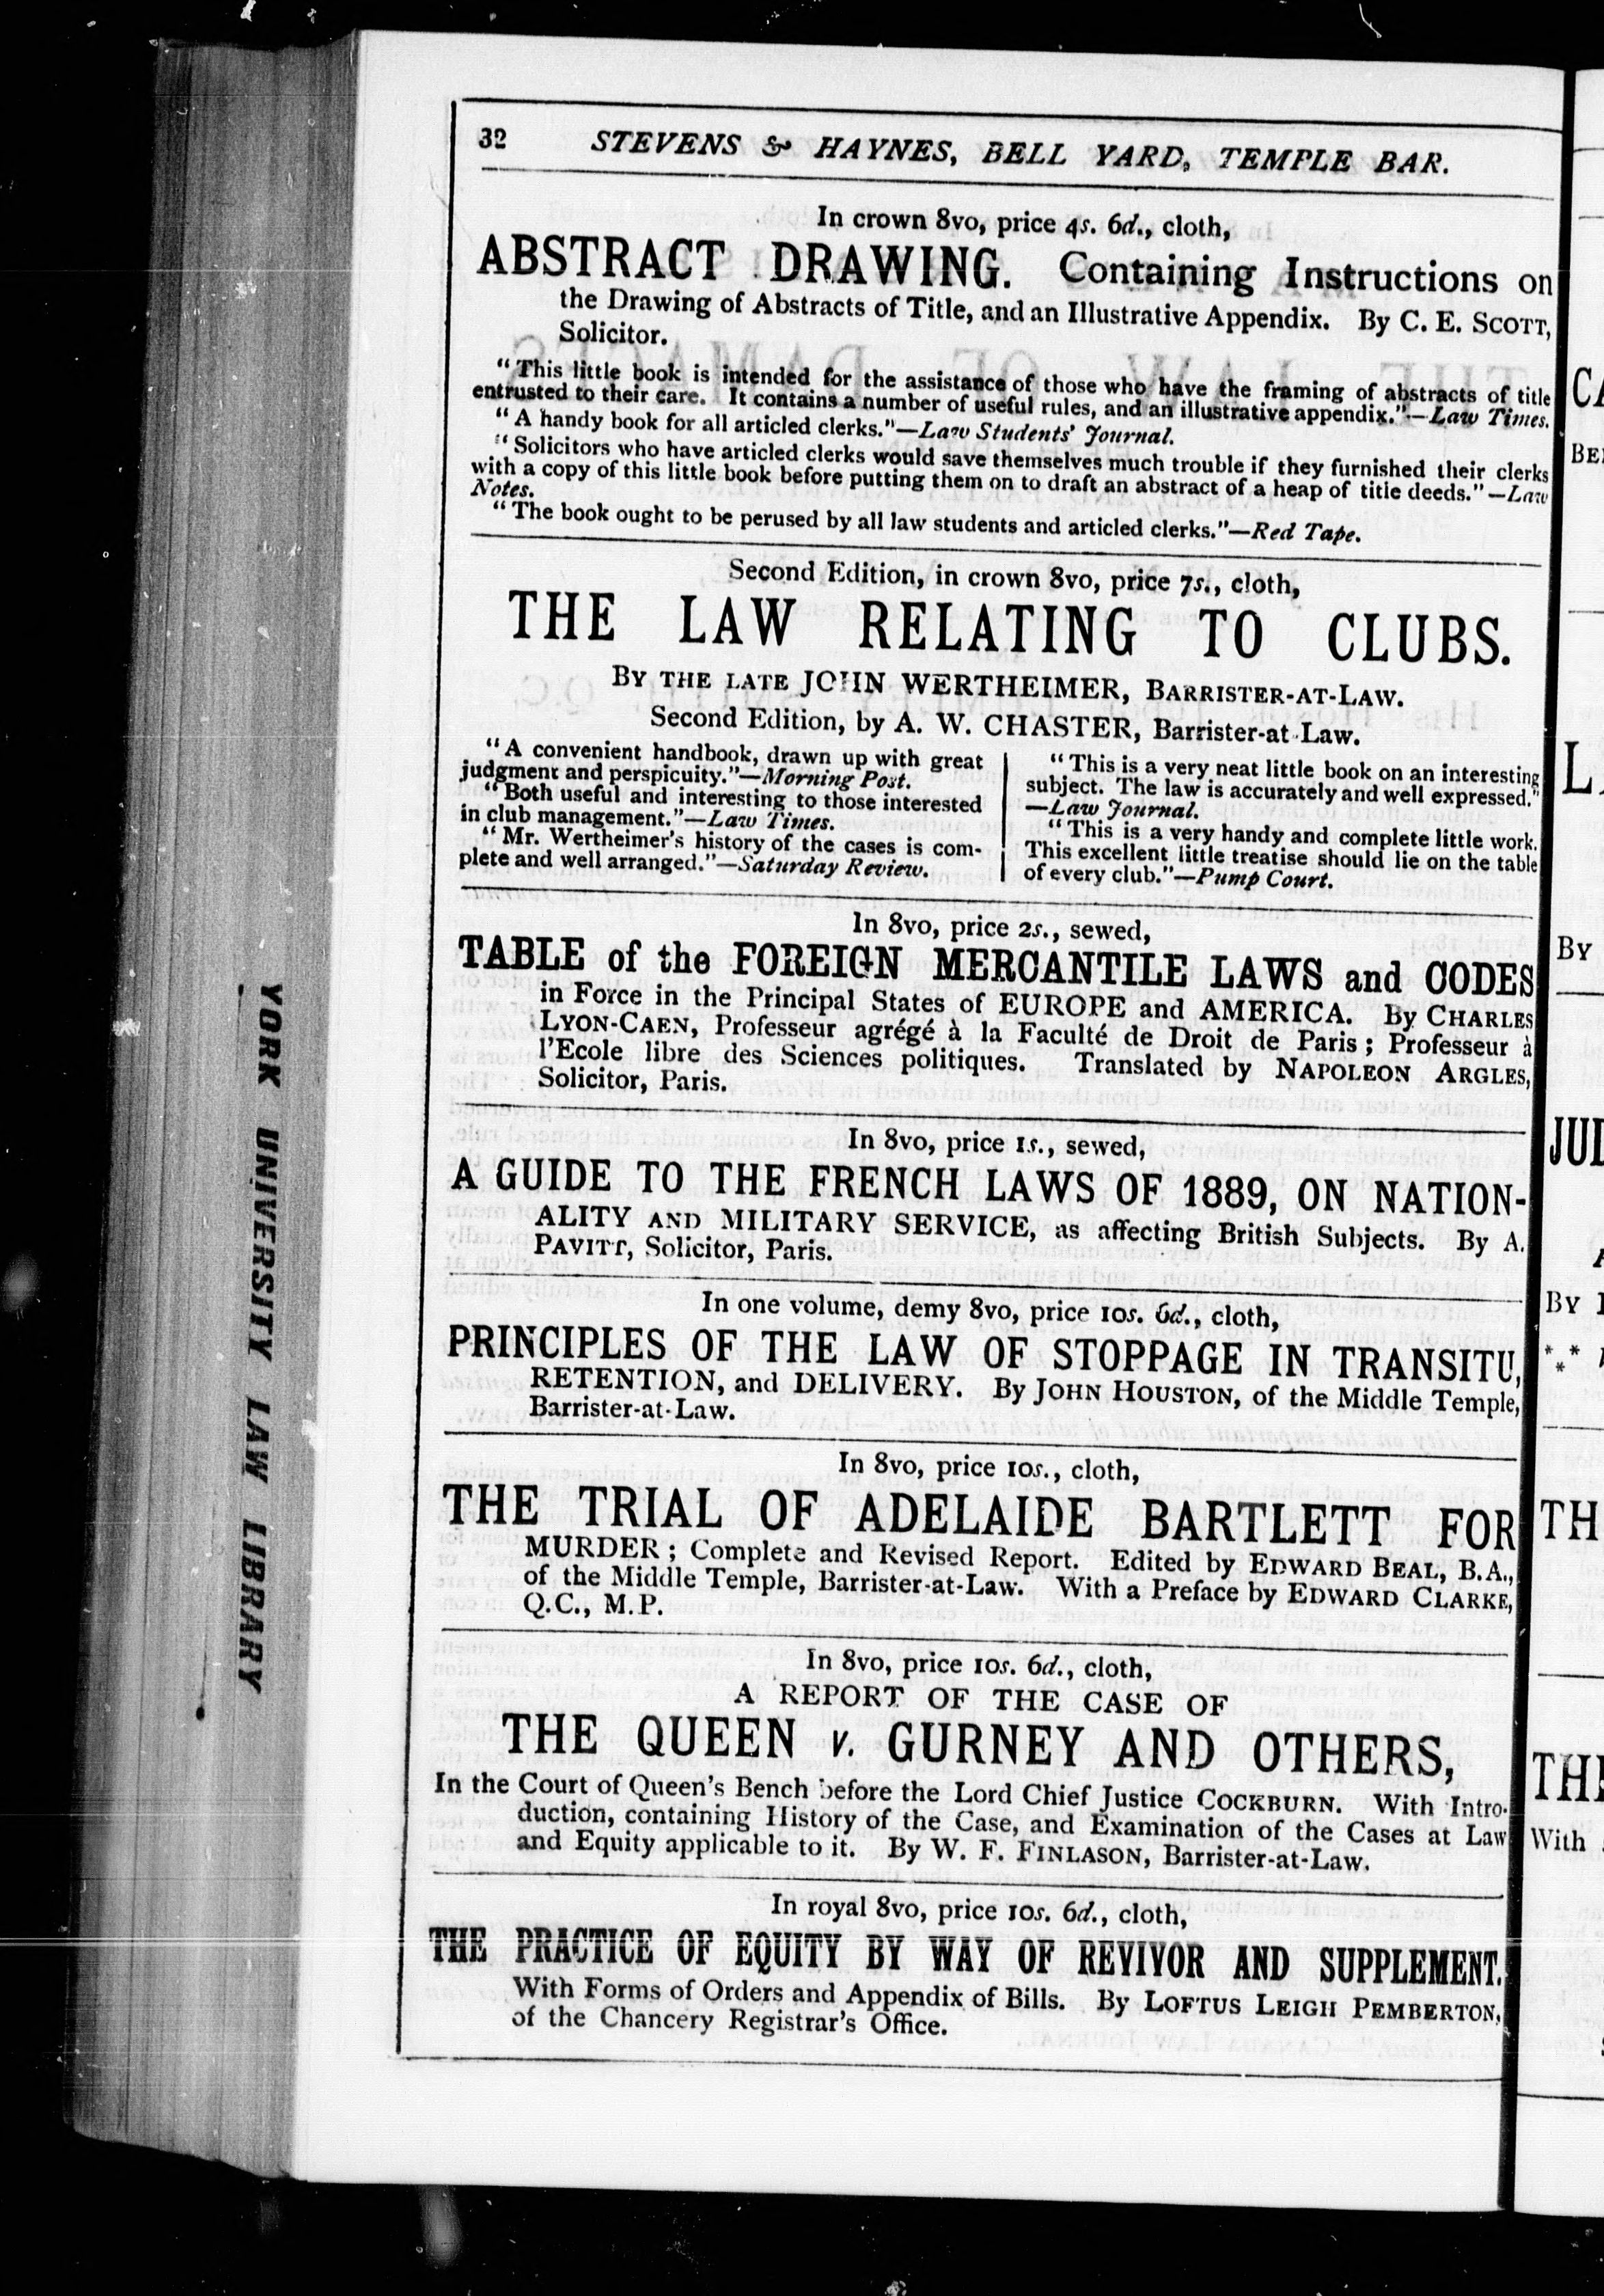 32 STEVENS & HAYNES, BELL YARD, TEMPLE BAR.
In crown 8vo, price 4s. 6d., cloth,
ABSTRACT DRAWING. Containing Instructions on
the Drawing of Abstracts of Title, and an Illustrative Appendix. By C. E. SCOTT,
Solicitor.
"This little book is intended for the assistance of those who have the framing of abstracts of title
entrusted to their care. It contains a number of useful rules, and an illustrative appendix."—Law Times.
"A handy book for all articled clerks."—Law Students' Journal.
"Solicitors who have articled clerks would save themselves much trouble if they furnished their clerks
with a copy of this little book before putting them on to draft an abstract of a heap of title deeds."—Law
Notes.
"The book ought to be perused by all law students and articled clerks."—Red Tape.
Second Edition, in crown 8vo, price 7s., cloth,
THE LAW RELATING TO CLUBS.
BY THE LATE JOHN WERTHEIMER, BARRISTER-AT-LAW.
Second Edition, by A. W. CHASTER, Barrister-at-Law.
"A convenient handbook, drawn up with great
judgment and perspicuity."—Morning Post.
"Both useful and interesting to those interested
in club management."—Law Times.
"Mr. Wertheimer's history of the cases is com-
plete and well arranged."—Saturday Review.
"This is a very neat little book on an interesting
subject. The law is accurately and well expressed."
—Law Journal.
"This is a very handy and complete little work.
This excellent little treatise should lie on the table
of every club."—Pump Court.
In 8vo, price 2s., sewed,
TABLE of the FOREIGN MERCANTILE LAWS and CODES
in Force in the Principal States of EUROPE and AMERICA. By CHARLES
LYON-CAEN, Professeur agrégé à la Faculté de Droit de Paris; Professeur à
l'Ecole libre des Sciences politiques. Translated by NAPOLEON ARGLES,
Solicitor, Paris.
In 8vo, price 1s., sewed,
A GUIDE TO THE FRENCH LAWS OF 1889, ON NATION-
ALITY AND MILITARY SERVICE, as affecting British Subjects. By A.
PAVITT, Solicitor, Paris.
In one volume, demy 8vo, price 10s. 6d., cloth,
PRINCIPLES OF THE LAW OF STOPPAGE IN TRANSITU,
RETENTION, and DELIVERY. By JOHN HOUSTON, of the Middle Temple,
Barrister-at-Law.
In 8vo, price 10s., cloth,
THE TRIAL OF ADELAIDE BARTLETT FOR
MURDER; Complete and Revised Report. Edited by EDWARD BEAL, B.A.,
of the Middle Temple, Barrister-at-Law. With a Preface by EDWARD CLARKE,
Q.C., M.P.
In 8vo, price 10s. 6d., cloth,
A REPORT OF THE CASE OF
THE QUEEN v. GURNEY AND OTHERS,
In the Court of Queen's Bench before the Lord Chief Justice COCKBURN. With Intro-
duction, containing History of the Case, and Examination of the Cases at Law
and Equity applicable to it. By W. F. FINLASON, Barrister-at-Law.
In royal 8vo, price 10s. 6d., cloth,
THE PRACTICE OF EQUITY BY WAY OF REVIVOR AND SUPPLEMENT.
With Forms of Orders and Appendix of Bills. By LOFTUS LEIGH PEMBERTON,
of the Chancery Registrar's Office.
YORK UNIVERSITY LAW LIBRARY